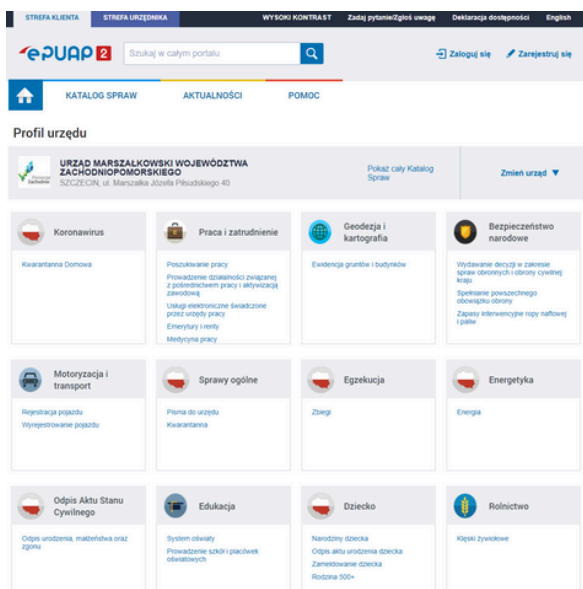 STREFA KLIENTA STREFA URZĘDNIKA WYSOKI KONTRAST Zadaj pytanie/Zgłoś uwagę Deklaracja dostępności English
ePUAP 2 Szukaj w całym portalu Zaloguj się Zarejestruj się
KATALOG SPRAW AKTUALNOŚCI POMOC
Profil urzędu
URZĄD MARSZAŁKOWSKI WOJEWÓDZTWA
ZACHODNIOPOMORSKIEGO
SZCZECIN, ul. Marszałka Józefa Piłsudskiego 40
Pomorze
Zachodnie
Pokaż cały Katalog
Spraw
Zmień urząd
Koronawirus
Kwarantanna Domowa
Praca i zatrudnienie
Poszukiwanie pracy
Prowadzenie działalności związanej
z pośrednictwem pracy i aktywizacją
zawodową
Usługi elektroniczne świadczone
przez urzędy pracy
Emerytury i renty
Medycyna pracy
Geodezja i
kartografia
Ewidencja gruntów i budynków
Bezpieczeństwo
narodowe
Wydawanie decyzji w zakresie
spraw obronnych i obrony cywilnej
kraju
Spełnianie powszechnego
obowiązku obrony
Zapasy interwencyjne ropy naftowej
i paliw
Motoryzacja i
transport
Rejestracja pojazdu
Wyrejestrowanie pojazdu
Sprawy ogólne
Pisma do urzędu
Kwarantanna
Egzekucja
Zbiegi
Energetyka
Energia
Odpis Aktu Stanu
Cywilnego
Odpis urodzenia, małżeństwa oraz
zgonu
Edukacja
System oświaty
Prowadzenie szkół i placówek
oświatowych
Dziecko
Narodziny dziecka
Odpis aktu urodzenia dziecka
Zameldowanie dziecka
Rodzina 500+
Rolnictwo
Klęski żywiołowe